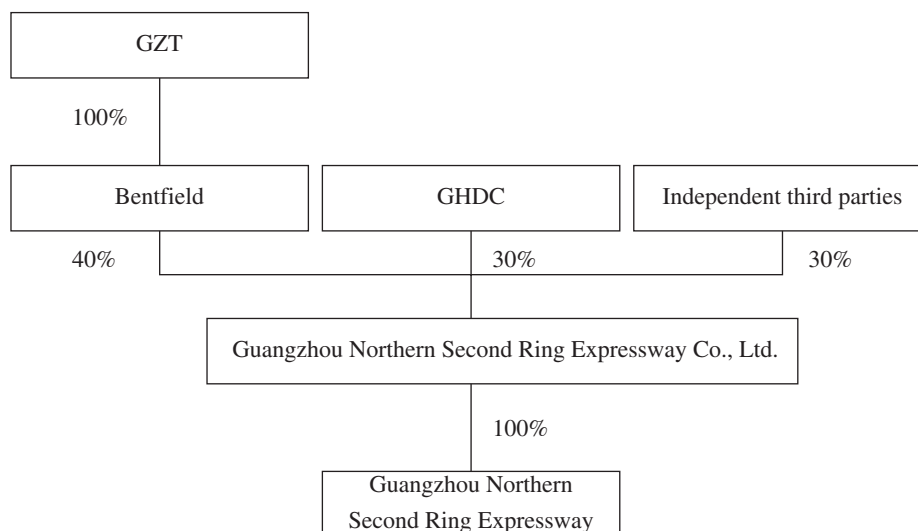 GZT
100%
Bentfield
GHDC
Independent third parties
40%
30%
30%
Guangzhou Northern Second Ring Expressway Co., Ltd.
100%
Guangzhou Northern
Second Ring Expressway